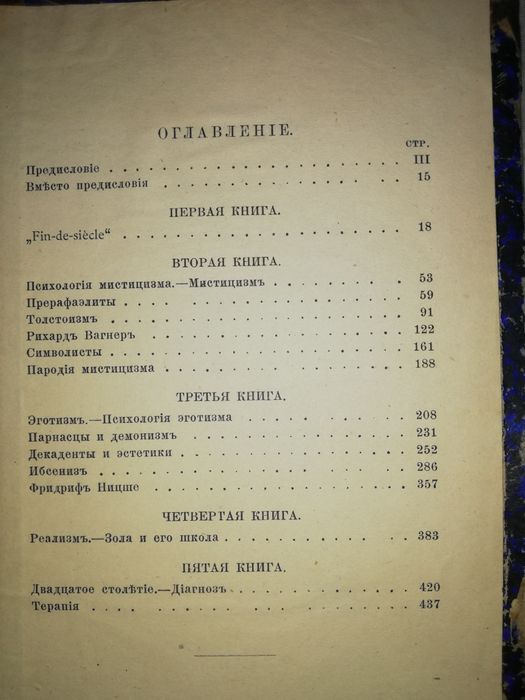 ОГЛАВЛЕНІЕ.
СТР.
Предисловіе . . . . . . . . . . . . . . . . . . . . III
Вмѣсто предисловія . . . . . . . . . . . . . . . . 15
ПЕРВАЯ КНИГА.
„Fin-de-siècle“ . . . . . . . . . . . . . . . . . . 18
ВТОРАЯ КНИГА.
Психологія мистицизма.—Мистицизмъ . . . . . . . . 53
Прерафаэлиты . . . . . . . . . . . . . . . . . . 59
Толстоизмъ . . . . . . . . . . . . . . . . . . . 91
Рихардъ Вагнеръ . . . . . . . . . . . . . . . . 122
Символисты . . . . . . . . . . . . . . . . . . . 161
Пародія мистицизма . . . . . . . . . . . . . . . 188
ТРЕТЬЯ КНИГА.
Эготизмъ.—Психологія эготизма . . . . . . . . . . 208
Парнасцы и демонизмъ . . . . . . . . . . . . . . 231
Декаденты и эстетики . . . . . . . . . . . . . . 252
Ибсенизъ . . . . . . . . . . . . . . . . . . . . 286
Фридрифъ Ницше . . . . . . . . . . . . . . . . . 357
ЧЕТВЕРТАЯ КНИГА.
Реализмъ.—Зола и его школа . . . . . . . . . . . 383
ПЯТАЯ КНИГА.
Двадцатое столѣтіе.—Діагнозъ . . . . . . . . . . 420
Терапія . . . . . . . . . . . . . . . . . . . . 437